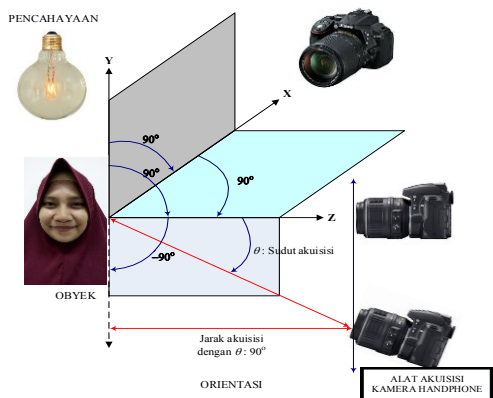 PENCAHAYAAN
Y
X
90°
90°
90°
Z
–90°
θ : Sudut akuisisi
OBYEK
Jarak akuisisi
dengan θ : 90°
ORIENTASI
ALAT AKUISISI
KAMERA HANDPHONE